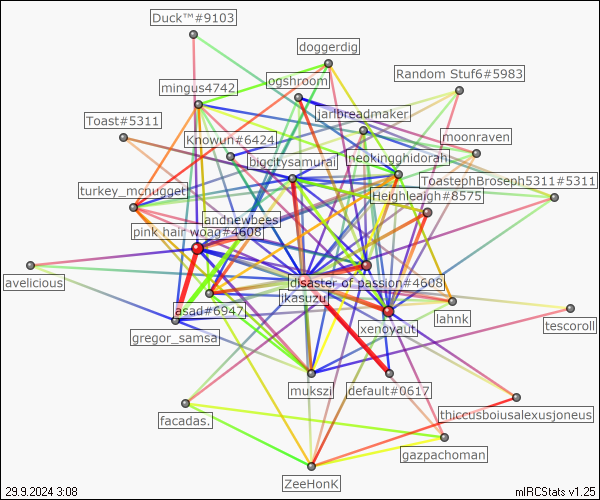 Duck™#9103
doggerdig
Random Stuf6#5983
mingus4742
ogshroom
jarlbreadmaker
Toast#5311
moonraven
Knowun#6424
bigcitysamurai
neokingghidorah
ToastephBroseph5311#5311
turkey_mcnugget
Heighleaigh#8575
andnewbees
pink hair woag#4608
avelicious
disaster of passion#4608
ikasuzu
asad#6947
lahnk
tescoroll
xenoyaut
gregor_samsa
mukszi
default#0617
facadas.
thiccusboiusalexusjoneus
gazpachoman
ZeeHonK
29.9.2024 3:08
mIRCStats v1.25